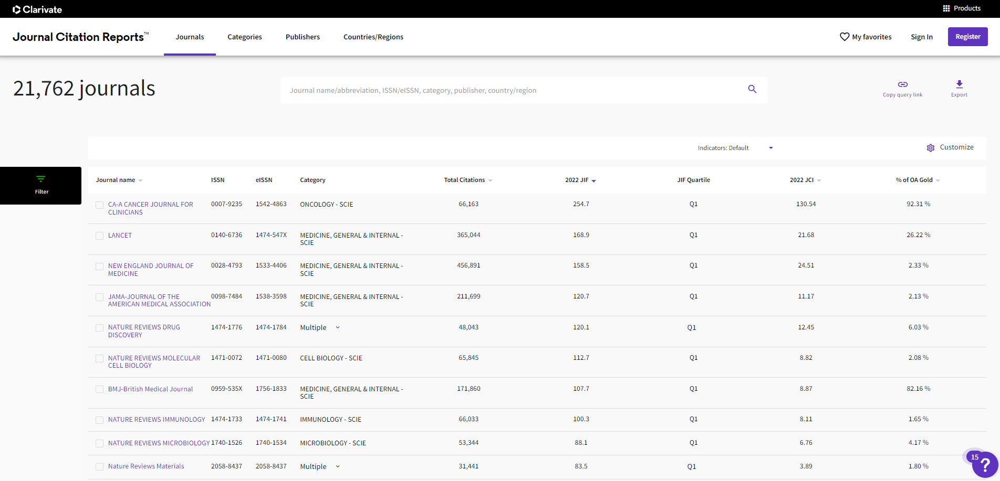 Clarivate
Products
Journal Citation Reports™
Journals
Categories
Publishers
Countries/Regions
My favorites
Sign In
Register
21,762 journals
Journal name/abbreviation, ISSN/eISSN, category, publisher, country/region
Copy query link
Export
Indicators: Default
Customize
Filter
Journal name ISSN eISSN Category Total Citations 2022 JIF JIF Quartile 2022 JCI % of OA Gold
CA-A CANCER JOURNAL FOR 0007-9235 1542-4863 ONCOLOGY - SCIE 66,163 254.7 Q1 130.54 92.31 %
CLINICIANS
LANCET 0140-6736 1474-547X MEDICINE, GENERAL & INTERNAL - 365,044 168.9 Q1 21.68 26.22 %
SCIE
NEW ENGLAND JOURNAL OF 0028-4793 1533-4406 MEDICINE, GENERAL & INTERNAL - 456,891 158.5 Q1 24.51 2.33 %
MEDICINE SCIE
JAMA-JOURNAL OF THE 0098-7484 1538-3598 MEDICINE, GENERAL & INTERNAL - 211,699 120.7 Q1 11.17 2.13 %
AMERICAN MEDICAL ASSOCIATION SCIE
NATURE REVIEWS DRUG 1474-1776 1474-1784 Multiple 48,043 120.1 Q1 12.45 6.03 %
DISCOVERY
NATURE REVIEWS MOLECULAR 1471-0072 1471-0080 CELL BIOLOGY - SCIE 65,845 112.7 Q1 8.82 2.08 %
CELL BIOLOGY
BMJ-British Medical Journal 0959-535X 1756-1833 MEDICINE, GENERAL & INTERNAL - 171,860 107.7 Q1 8.87 82.16 %
SCIE
NATURE REVIEWS IMMUNOLOGY 1474-1733 1474-1741 IMMUNOLOGY - SCIE 66,033 100.3 Q1 8.11 1.65 %
NATURE REVIEWS MICROBIOLOGY 1740-1526 1740-1534 MICROBIOLOGY - SCIE 53,344 88.1 Q1 6.76 4.17 %
Nature Reviews Materials 2058-8437 2058-8437 Multiple 31,441 83.5 Q1 3.89 1.80 %
15
?